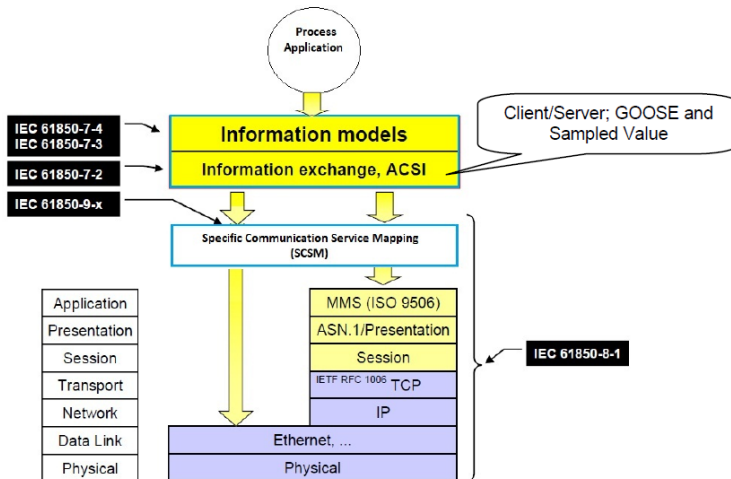 Process
Application
IEC 61850-7-4
IEC 61850-7-3
Information models
Client/Server; GOOSE and
Sampled Value
IEC 61850-7-2
Information exchange, ACSI
IEC 61850-9-x
Specific Communication Service Mapping
(SCSM)
Application
MMS (ISO 9506)
Presentation
ASN.1/Presentation
Session
Session
IEC 61850-8-1
Transport
IETF RFC 1006 TCP
Network
IP
Data Link
Ethernet, ...
Physical
Physical